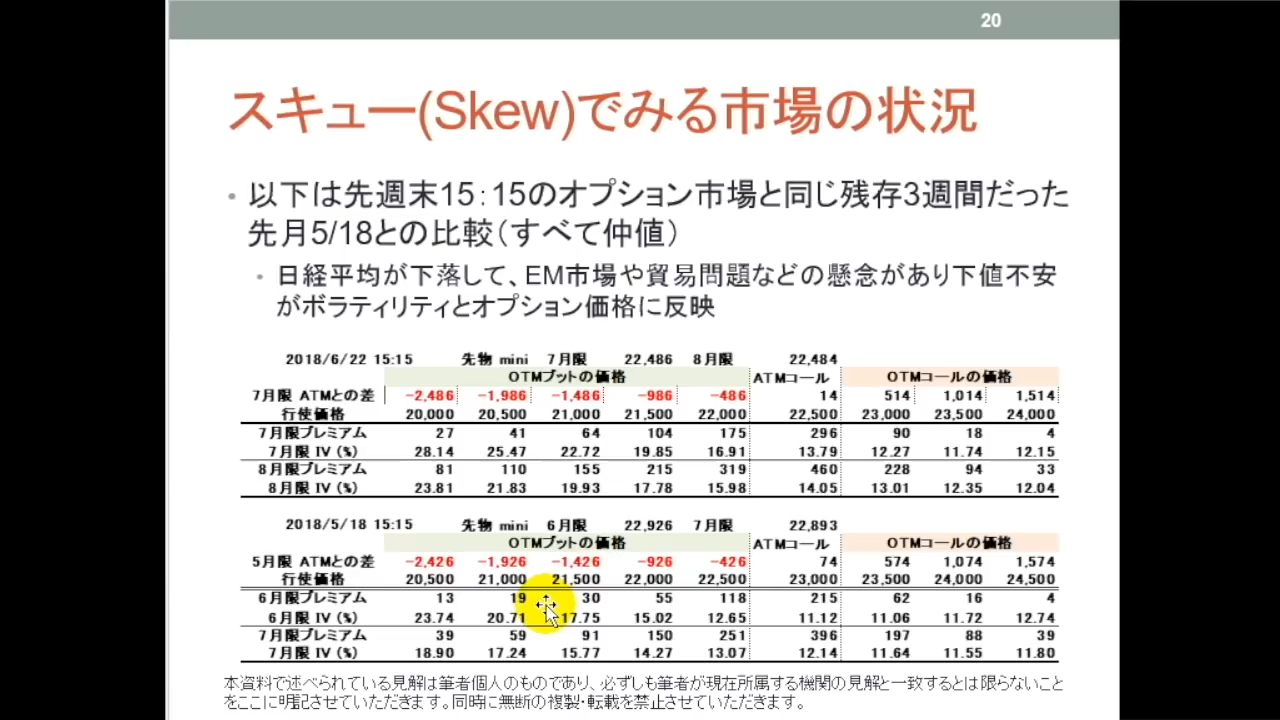 20
スキュー(Skew)でみる市場の状況
・以下は先週末15:15のオプション市場と同じ残存3週間だった
先月5/18との比較(すべて仲値)
・日経平均が下落して、EM市場や貿易問題などの懸念があり下値不安
がボラティリティとオプション価格に反映
2018/6/22 15:15 先物 mini 7月限 22,486 8月限 22,484
OTMプットの価格 ATMコール OTMコールの価格
7月限 ATMとの差 -2,486 -1,986 -1,486 -986 -486 14 514 1,014 1,514
行使価格 20,000 20,500 21,000 21,500 22,000 22,500 23,000 23,500 24,000
7月限プレミアム 27 41 64 104 175 296 90 18 4
7月限 IV (%) 28.14 25.47 22.72 19.85 16.91 13.79 12.27 11.74 12.15
8月限プレミアム 81 110 155 215 319 460 228 94 33
8月限 IV (%) 23.81 21.83 19.93 17.78 15.98 14.05 13.01 12.35 12.04
2018/5/18 15:15 先物 mini 6月限 22,926 7月限 22,893
OTMプットの価格 ATMコール OTMコールの価格
5月限 ATMとの差 -2,426 -1,926 -1,426 -926 -426 74 574 1,074 1,574
行使価格 20,500 21,000 21,500 22,000 22,500 23,000 23,500 24,000 24,500
6月限プレミアム 13 19 30 55 118 215 62 16 4
6月限 IV (%) 23.74 20.71 17.75 15.02 12.65 11.12 11.06 11.72 12.74
7月限プレミアム 39 59 91 150 251 396 197 88 39
7月限 IV (%) 18.90 17.24 15.77 14.27 13.07 12.14 11.64 11.55 11.80
本資料で述べられている見解は筆者個人のものであり、必ずしも筆者が現在所属する機関の見解と一致するとは限らないこと
をここに明記させていただきます。同時に無断の複製・転載を禁止させていただきます。